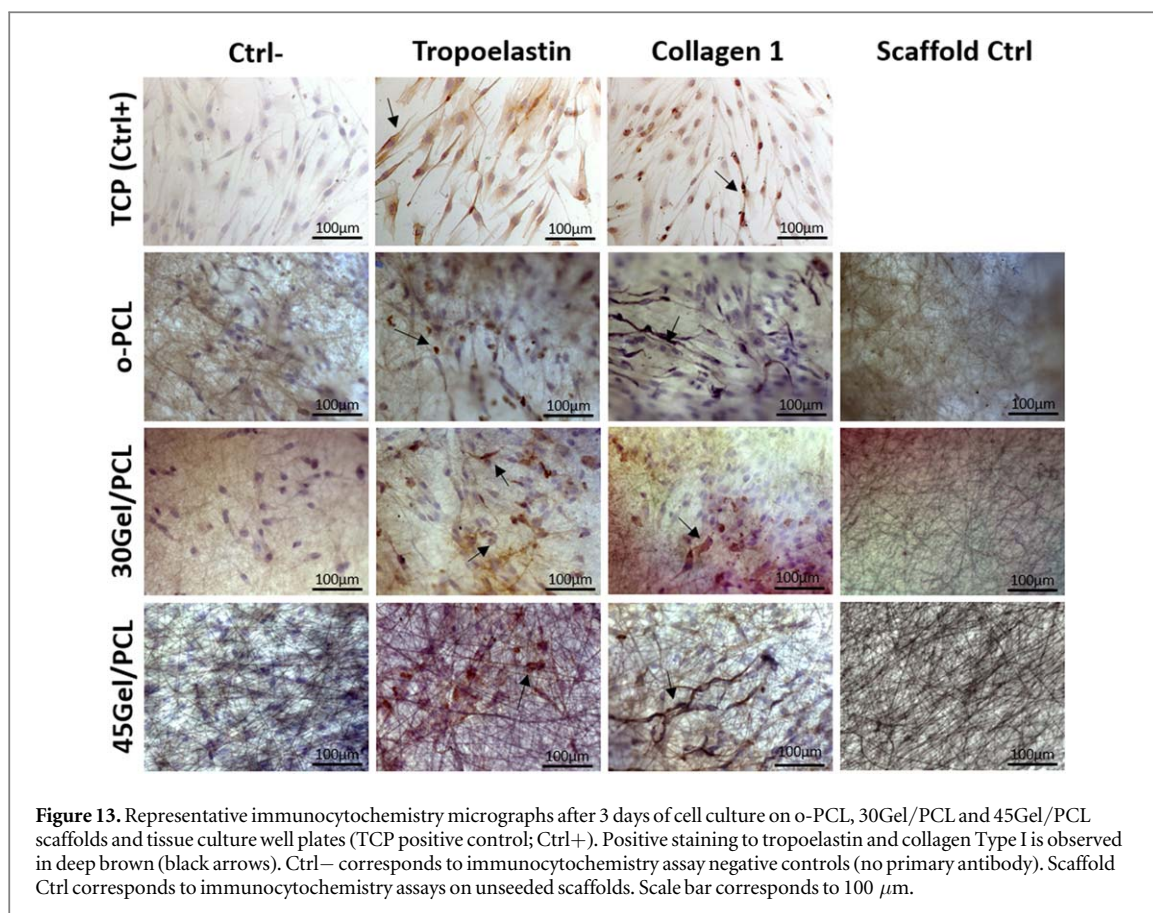 Ctrl- Tropoelastin Collagen 1 Scaffold Ctrl
TCP (Ctrl+)
100µm 100µm 100µm
o-PCL
100µm 100µm 100µm 100µm
30Gel/PCL
100µm 100µm 100µm 100µm
45Gel/PCL
100µm 100µm 100µm 100µm
Figure 13. Representative immunocytochemistry micrographs after 3 days of cell culture on o-PCL, 30Gel/PCL and 45Gel/PCL
scaffolds and tissue culture well plates (TCP positive control; Ctrl+). Positive staining to tropoelastin and collagen Type I is observed
in deep brown (black arrows). Ctrl− corresponds to immunocytochemistry assay negative controls (no primary antibody). Scaffold
Ctrl corresponds to immunocytochemistry assays on unseeded scaffolds. Scale bar corresponds to 100 μm.